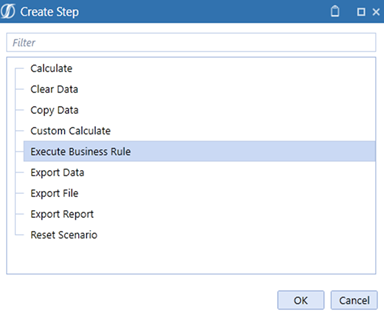 Create Step
Filter
Calculate
Clear Data
Copy Data
Custom Calculate
Execute Business Rule
Export Data
Export File
Export Report
Reset Scenario
OK Cancel